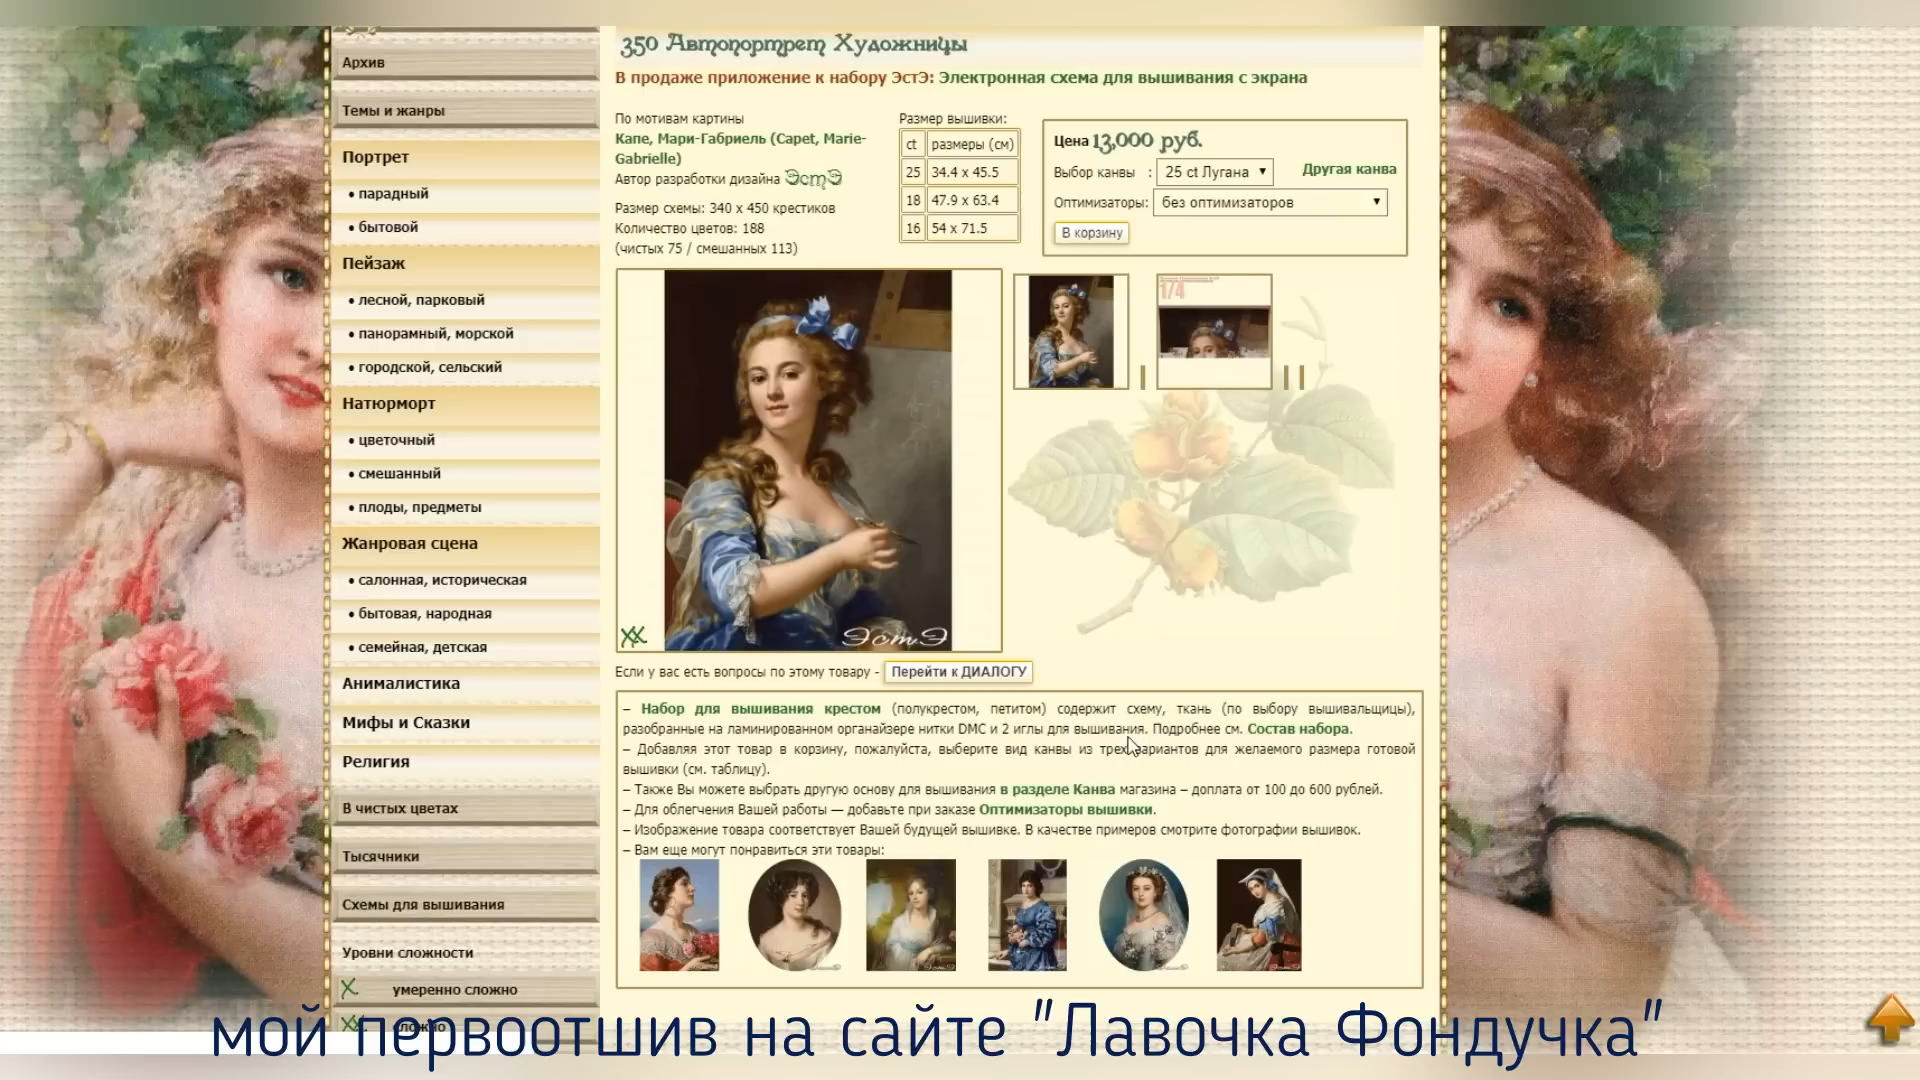 Архив
Темы и жанры
Портрет
• парадный
• бытовой
Пейзаж
• лесной, парковый
• панорамный, морской
• городской, сельский
Натюрморт
• цветочный
• смешанный
• плоды, предметы
Жанровая сцена
• салонная, историческая
• бытовая, народная
• семейная, детская
Анималистика
Мифы и Сказки
Религия
В чистых цветах
Тысячники
Схемы для вышивания
Уровни сложности
умеренно сложно
сложно
350 Автопортрет Художницы
В продаже приложение к набору ЭстЭ: Электронная схема для вышивания с экрана
По мотивам картины
Капе, Мари-Габриель (Capet, Marie-
Gabrielle)
Автор разработки дизайна ЭстЭ
Размер схемы: 340 x 450 крестиков
Количество цветов: 188
(чистых 75 / смешанных 113)
Размер вышивки:
ct размеры (см)
25 34.4 x 45.5
18 47.9 x 63.4
16 54 x 71.5
Цена 13,000 руб.
Выбор канвы : 25 ct Лугана Другая канва
Оптимизаторы: без оптимизаторов
В корзину
1/4
ЭстЭ
Если у вас есть вопросы по этому товару - Перейти к ДИАЛОГУ
– Набор для вышивания крестом (полукрестом, петитом) содержит схему, ткань (по выбору вышивальщицы),
разобранные на ламинированном органайзере нитки DMC и 2 иглы для вышивания. Подробнее см. Состав набора.
– Добавляя этот товар в корзину, пожалуйста, выберите вид канвы из трех вариантов для желаемого размера готовой
вышивки (см. таблицу).
– Также Вы можете выбрать другую основу для вышивания в разделе Канва магазина – доплата от 100 до 600 рублей.
– Для облегчения Вашей работы — добавьте при заказе Оптимизаторы вышивки.
– Изображение товара соответствует Вашей будущей вышивке. В качестве примеров смотрите фотографии вышивок.
– Вам еще могут понравиться эти товары:
мой первоотшив на сайте "Лавочка Фондучка"